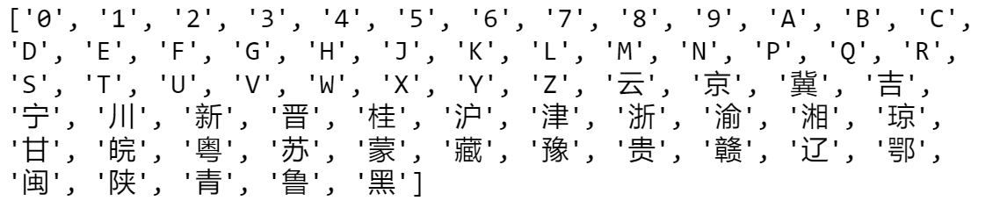 ['0', '1', '2', '3', '4', '5', '6', '7', '8', '9', 'A', 'B', 'C',
'D', 'E', 'F', 'G', 'H', 'J', 'K', 'L', 'M', 'N', 'P', 'Q', 'R',
'S', 'T', 'U', 'V', 'W', 'X', 'Y', 'Z', '云', '京', '冀', '吉',
'宁', '川', '新', '晋', '桂', '沪', '津', '浙', '渝', '湘', '琼',
'甘', '皖', '粤', '苏', '蒙', '藏', '豫', '贵', '赣', '辽', '鄂',
'闽', '陕', '青', '鲁', '黑']